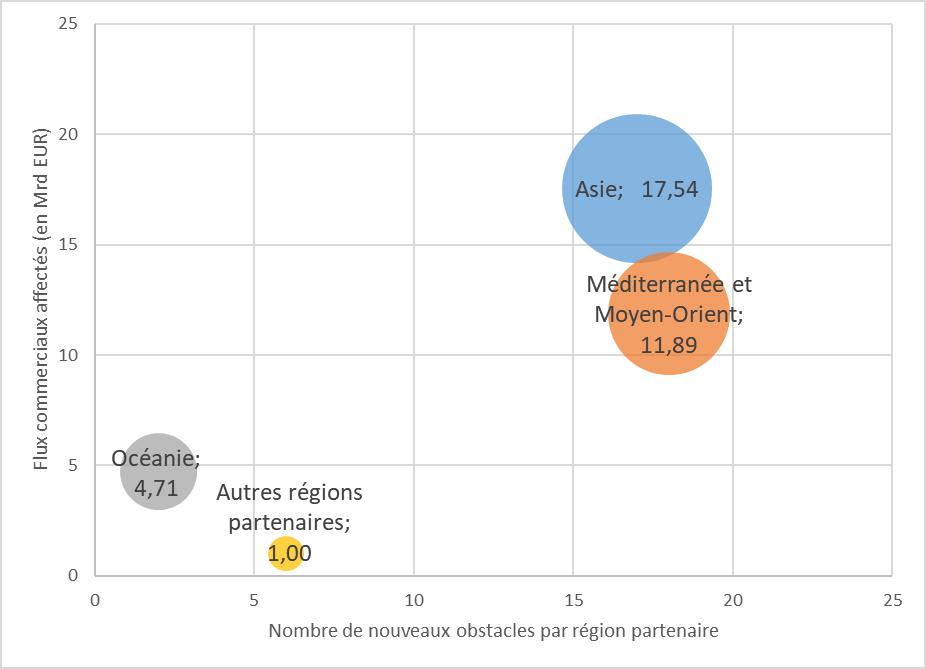 25
20
15
10
5
0
Flux commerciaux affectés (en Mrd EUR)
Asie; 17,54
Méditerranée et
Moyen-Orient;
11,89
Océanie;
4,71
Autres régions
partenaires;
1,00
0 5 10 15 20 25
Nombre de nouveaux obstacles par région partenaire